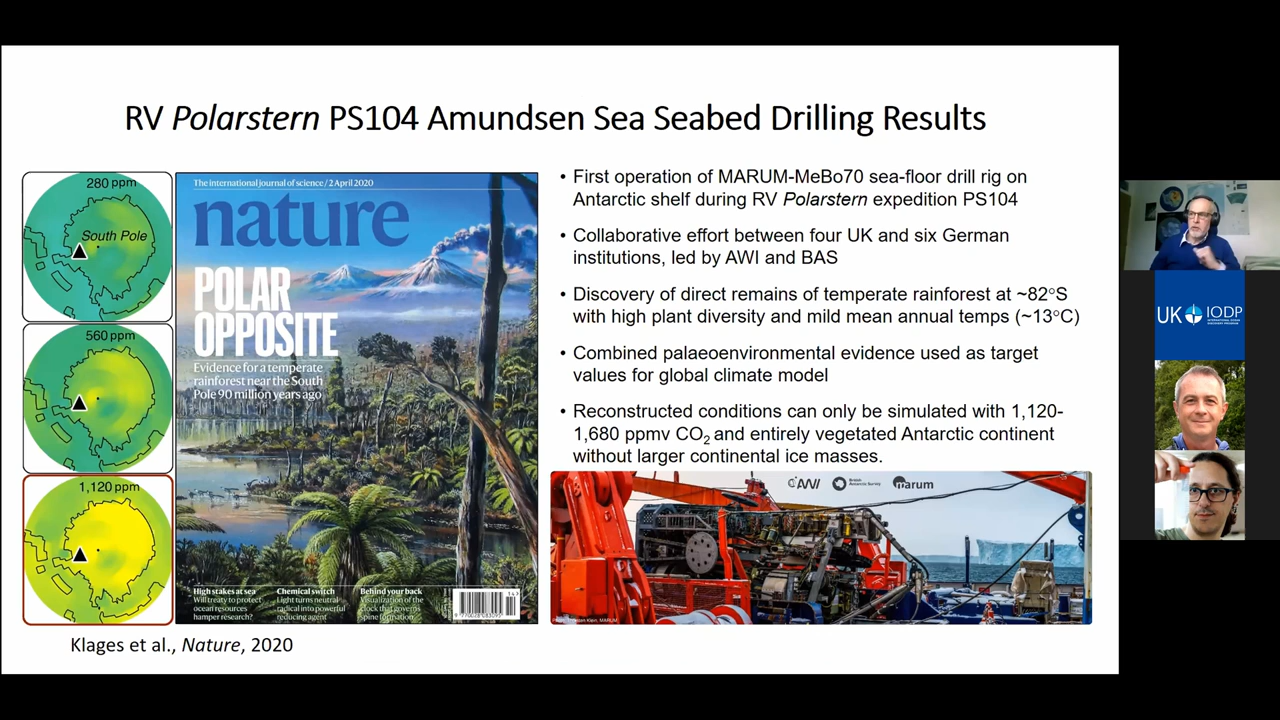 RV Polarstern PS104 Amundsen Sea Seabed Drilling Results
280 ppm
South Pole
560 ppm
1,120 ppm
The international journal of science / 2 April 2020
nature
POLAR
OPPOSITE
Evidence for a temperate
rainforest near the South
Pole 90 million years ago
High stakes at sea
Will treaty to protect
ocean resources
hamper research?
Chemical switch
Light turns neutral
radical into powerful
reducing agent
Behind your back
Visualization of the
clock that governs
spine formation
• First operation of MARUM-MeBo70 sea-floor drill rig on
Antarctic shelf during RV Polarstern expedition PS104
• Collaborative effort between four UK and six German
institutions, led by AWI and BAS
• Discovery of direct remains of temperate rainforest at ~82°S
with high plant diversity and mild mean annual temps (~13°C)
• Combined palaeoenvironmental evidence used as target
values for global climate model
• Reconstructed conditions can only be simulated with 1,120-
1,680 ppmv CO2 and entirely vegetated Antarctic continent
without larger continental ice masses.
AWI
British
Antarctic Survey
marum
Klages et al., Nature, 2020
UK IODP